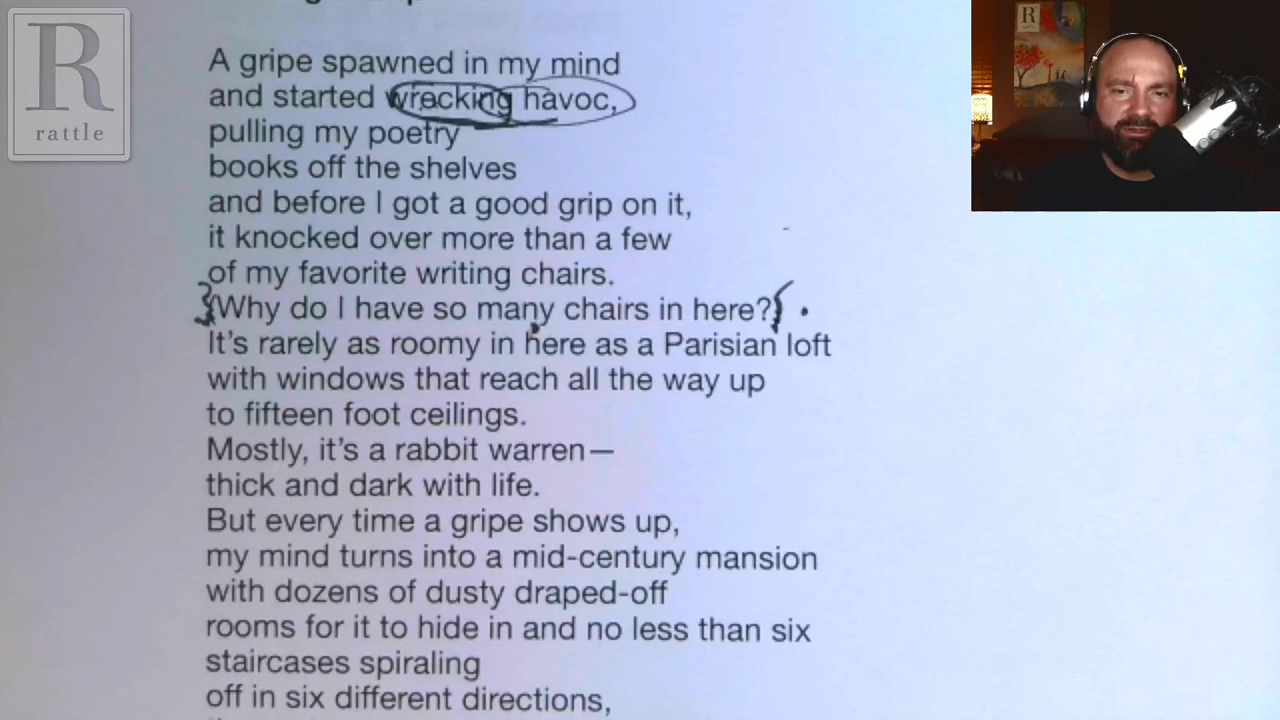 R
rattle
A gripe spawned in my mind
and started wrecking havoc,
pulling my poetry
books off the shelves
and before I got a good grip on it,
it knocked over more than a few
of my favorite writing chairs.
(Why do I have so many chairs in here?)
It's rarely as roomy in here as a Parisian loft
with windows that reach all the way up
to fifteen foot ceilings.
Mostly, it's a rabbit warren—
thick and dark with life.
But every time a gripe shows up,
my mind turns into a mid-century mansion
with dozens of dusty draped-off
rooms for it to hide in and no less than six
staircases spiraling
off in six different directions,